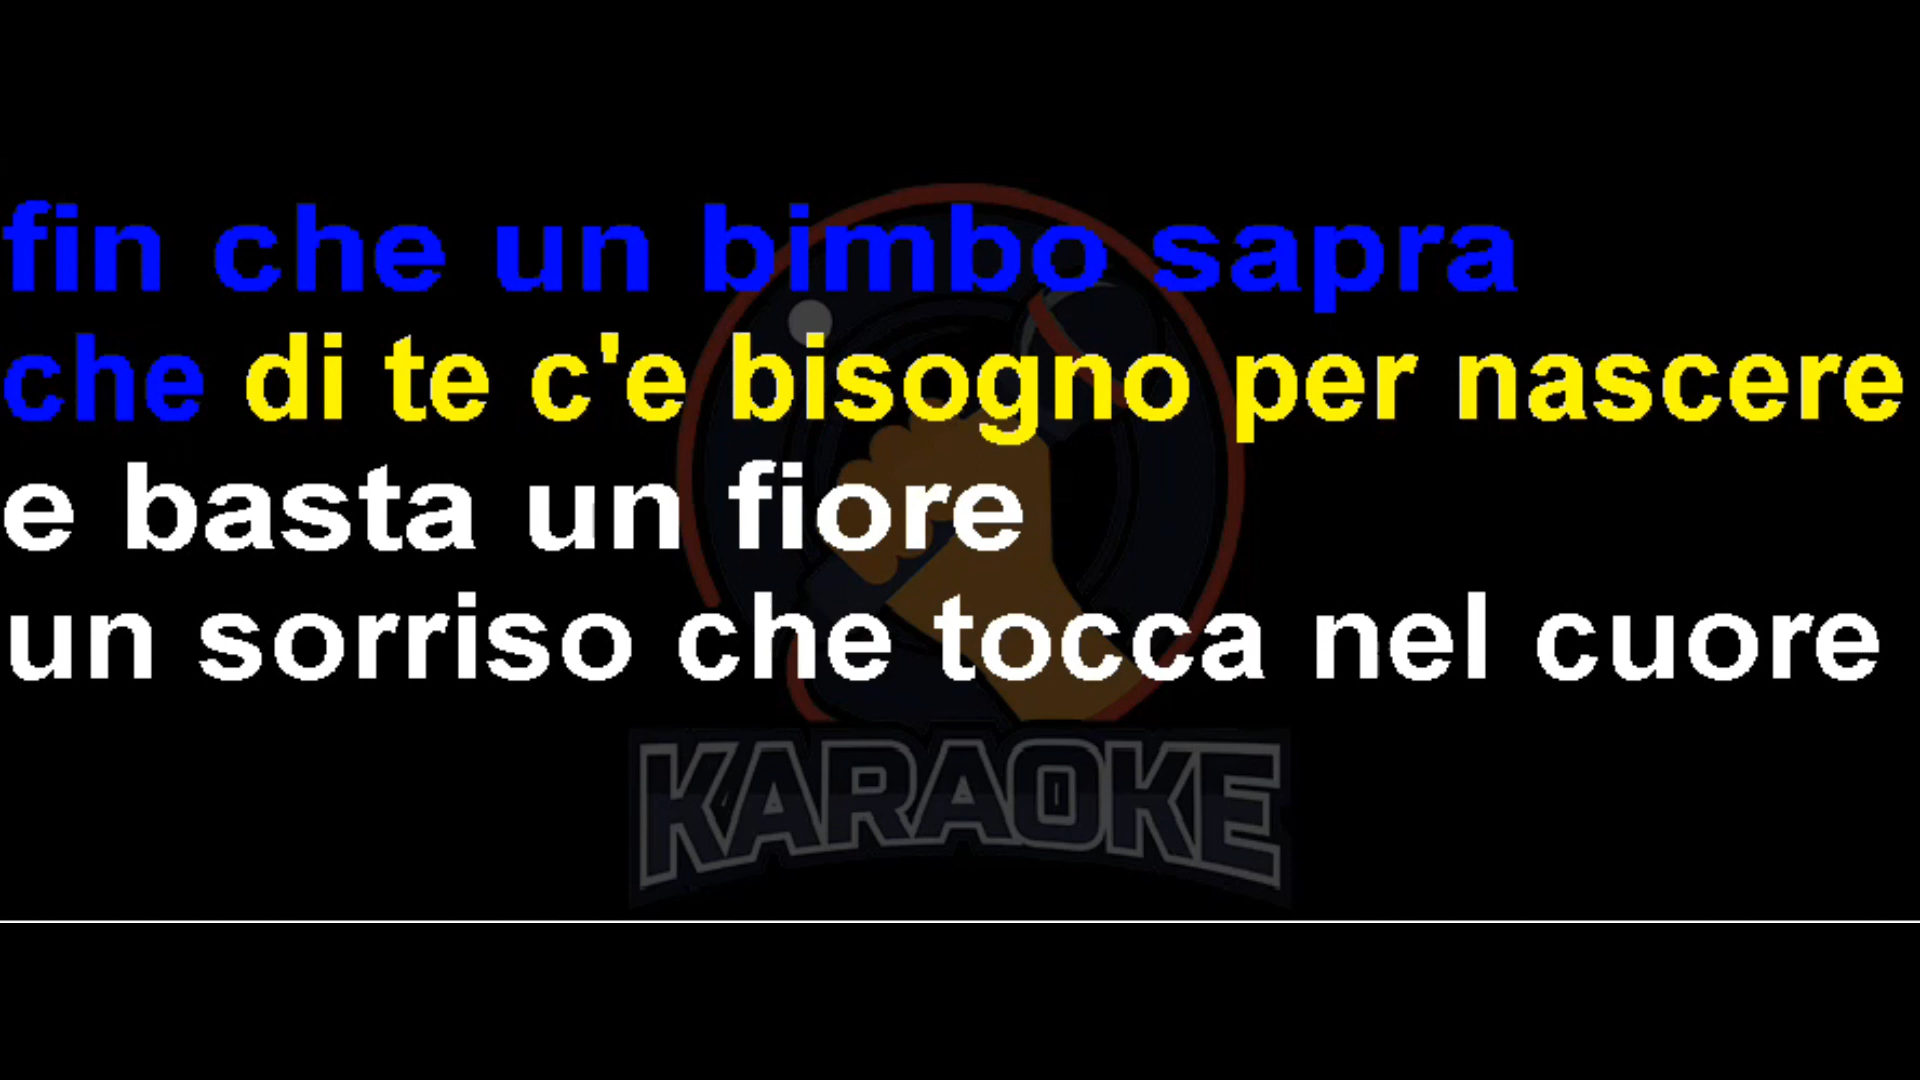 fin che un bimbo sapra
che di te c'e bisogno per nascere
e basta un fiore
un sorriso che tocca nel cuore
KARAOKE